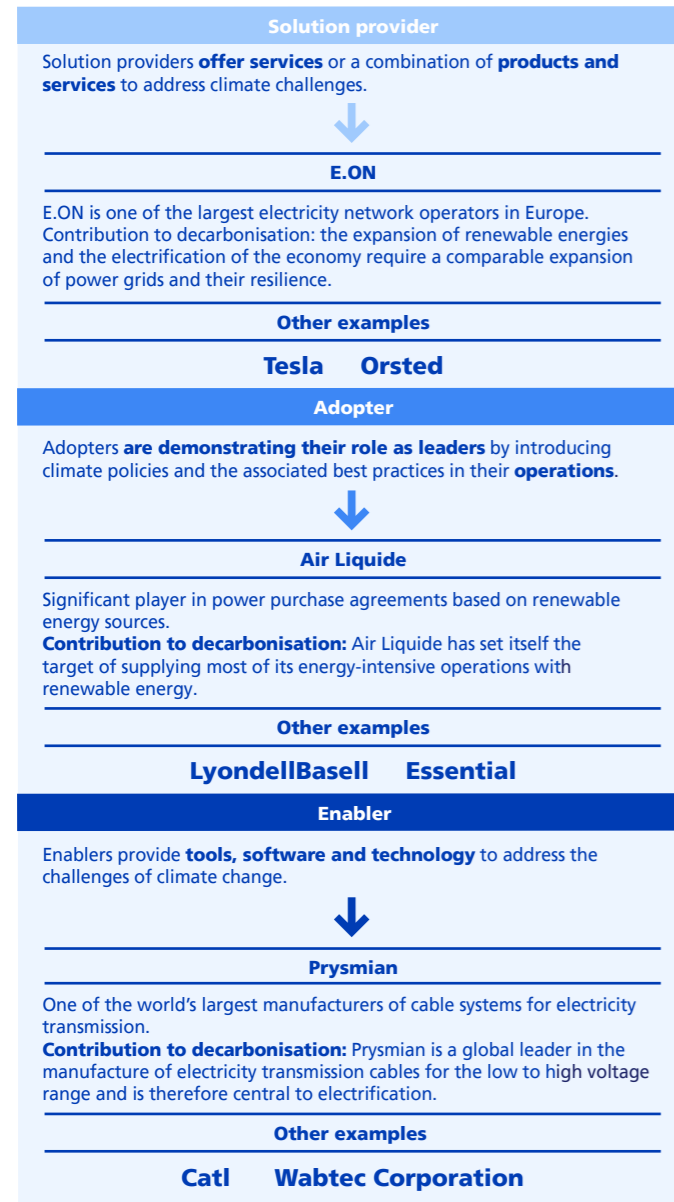 Solution provider
Solution providers offer services or a combination of products and
services to address climate challenges.
E.ON
E.ON is one of the largest electricity network operators in Europe.
Contribution to decarbonisation: the expansion of renewable energies
and the electrification of the economy require a comparable expansion
of power grids and their resilience.
Other examples
Tesla Orsted
Adopter
Adopters are demonstrating their role as leaders by introducing
climate policies and the associated best practices in their operations.
Air Liquide
Significant player in power purchase agreements based on renewable
energy sources.
Contribution to decarbonisation: Air Liquide has set itself the
target of supplying most of its energy-intensive operations with
renewable energy.
Other examples
LyondellBasell Essential
Enabler
Enablers provide tools, software and technology to address the
challenges of climate change.
Prysmian
One of the world's largest manufacturers of cable systems for electricity
transmission.
Contribution to decarbonisation: Prysmian is a global leader in the
manufacture of electricity transmission cables for the low to high voltage
range and is therefore central to electrification.
Other examples
Catl Wabtec Corporation